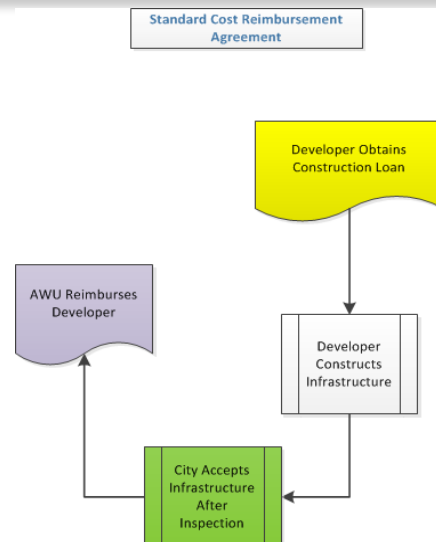 Standard Cost Reimbursement
Agreement
Developer Obtains
Construction Loan
AWU Reimburses
Developer
Developer
Constructs
Infrastructure
City Accepts
Infrastructure
After
Inspection